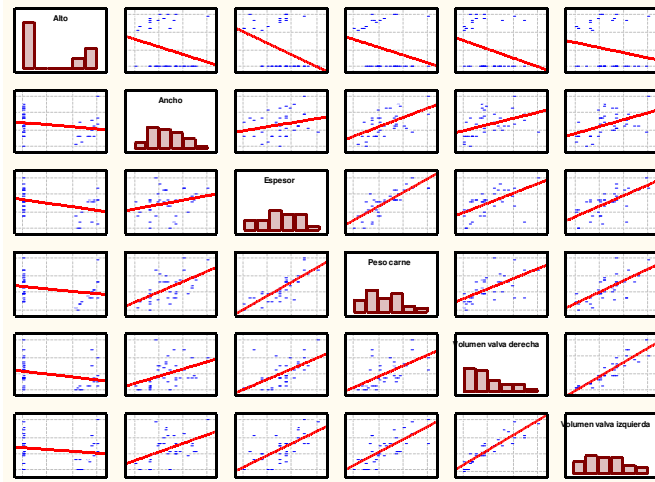 Alto
Ancho
Espesor
Peso carne
Volumen valva derecha
Volumen valva izquierda